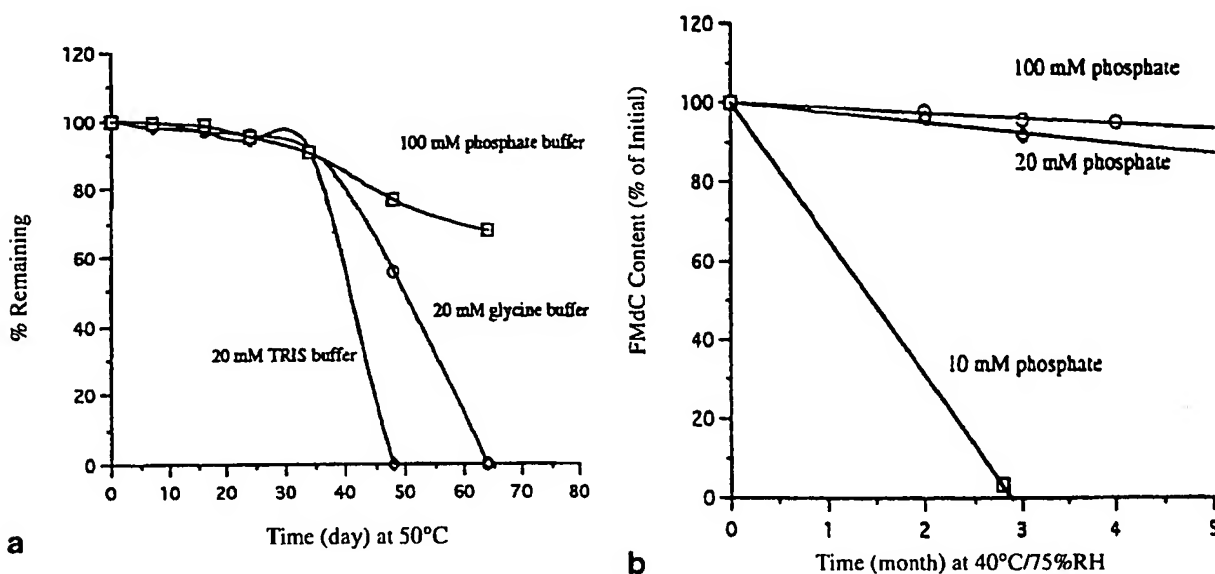 120
100
80
60
40
20
0
% Remaining
100 mM phosphate buffer
20 mM glycine buffer
20 mM TRIS buffer
0 10 20 30 40 50 60 70 80
Time (day) at 50°C
a
120
100
80
60
40
20
0
FMdC Content (% of Initial)
100 mM phosphate
20 mM phosphate
10 mM phosphate
0 1 2 3 4 5
Time (month) at 40°C/75%RH
b